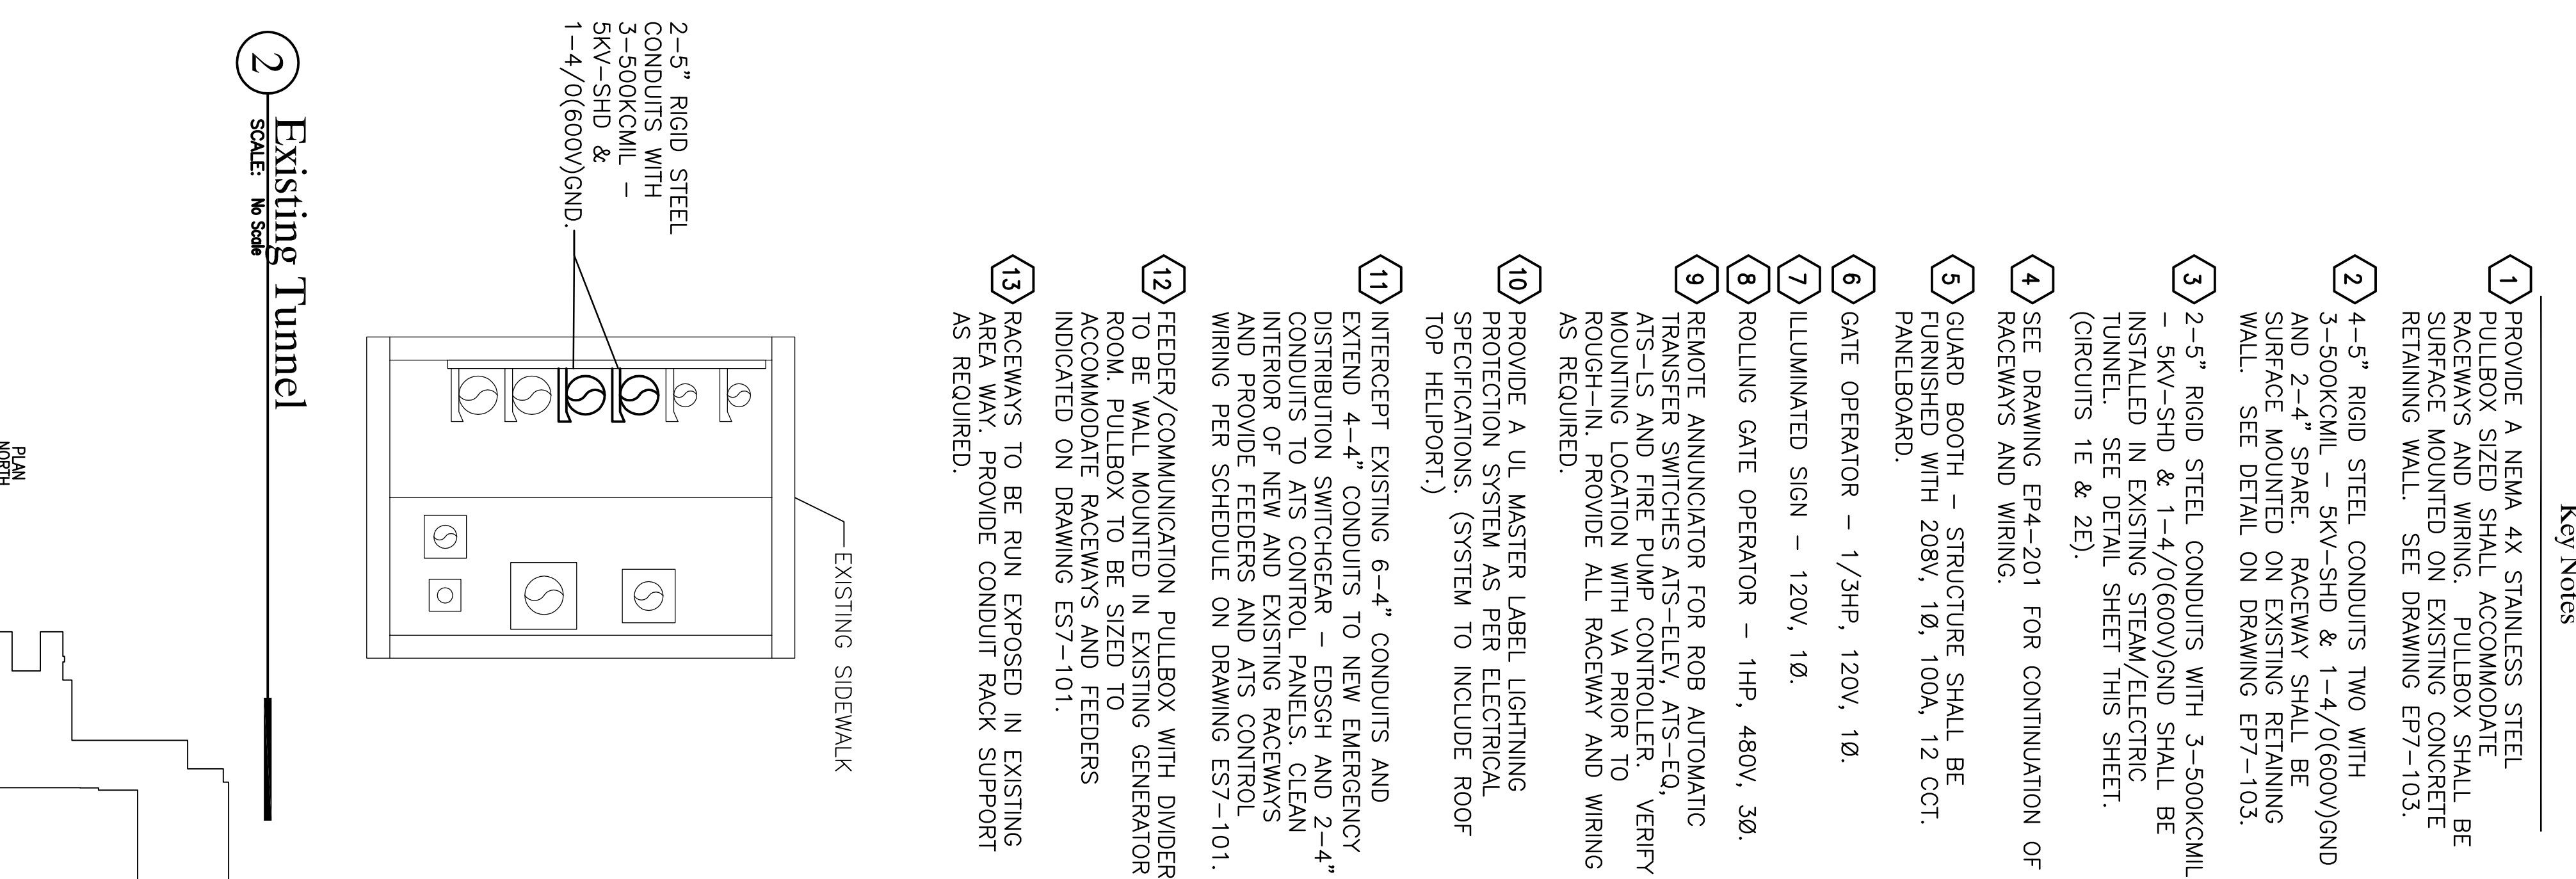 Key Notes
1 PROVIDE A NEMA 4X STAINLESS STEEL
PULLBOX SIZED SHALL ACCOMMODATE
RACEWAYS AND WIRING. PULLBOX SHALL BE
SURFACE MOUNTED ON EXISTING CONCRETE
RETAINING WALL. SEE DRAWING EP7-103.
2 4-5" RIGID STEEL CONDUITS TWO WITH
3-500KCMIL - 5KV-SHD & 1-4/0(600V)GND
AND 2-4" SPARE. RACEWAY SHALL BE
SURFACE MOUNTED ON EXISTING RETAINING
WALL. SEE DETAIL ON DRAWING EP7-103.
3 2-5" RIGID STEEL CONDUITS WITH 3-500KCMIL
- 5KV-SHD & 1-4/0(600V)GND SHALL BE
INSTALLED IN EXISTING STEAM/ELECTRIC
TUNNEL. SEE DETAIL SHEET THIS SHEET.
(CIRCUITS 1E & 2E).
4 SEE DRAWING EP4-201 FOR CONTINUATION OF
RACEWAYS AND WIRING.
5 GUARD BOOTH - STRUCTURE SHALL BE
FURNISHED WITH 208V, 1Ø, 100A, 12 CCT.
PANELBOARD.
6 GATE OPERATOR - 1/3HP, 120V, 1Ø.
7 ILLUMINATED SIGN - 120V, 1Ø.
8 ROLLING GATE OPERATOR - 1HP, 480V, 3Ø.
9 REMOTE ANNUNCIATOR FOR ROB AUTOMATIC
TRANSFER SWITCHES ATS-ELEV, ATS-EQ,
ATS-LS AND FIRE PUMP CONTROLLER. VERIFY
MOUNTING LOCATION WITH VA PRIOR TO
ROUGH-IN. PROVIDE ALL RACEWAY AND WIRING
AS REQUIRED.
10 PROVIDE A UL MASTER LABEL LIGHTNING
PROTECTION SYSTEM AS PER ELECTRICAL
SPECIFICATIONS. (SYSTEM TO INCLUDE ROOF
TOP HELIPORT.)
11 INTERCEPT EXISTING 6-4" CONDUITS AND
EXTEND 4-4" CONDUITS TO NEW EMERGENCY
DISTRIBUTION SWITCHGEAR - EDSGH AND 2-4"
CONDUITS TO ATS CONTROL PANELS. CLEAN
INTERIOR OF NEW AND EXISTING RACEWAYS
AND PROVIDE FEEDERS AND ATS CONTROL
WIRING PER SCHEDULE ON DRAWING ES7-101.
12 FEEDER/COMMUNICATION PULLBOX WITH DIVIDER
TO BE WALL MOUNTED IN EXISTING GENERATOR
ROOM. PULLBOX TO BE SIZED TO
ACCOMMODATE RACEWAYS AND FEEDERS
INDICATED ON DRAWING ES7-101.
13 RACEWAYS TO BE RUN EXPOSED IN EXISTING
AREA WAY. PROVIDE CONDUIT RACK SUPPORT
AS REQUIRED.
EXISTING SIDEWALK
2-5" RIGID STEEL
CONDUITS WITH
3-500KCMIL -
5KV-SHD &
1-4/0(600V)GND.
2 Existing Tunnel
SCALE: No Scale
PLAN
NORTH